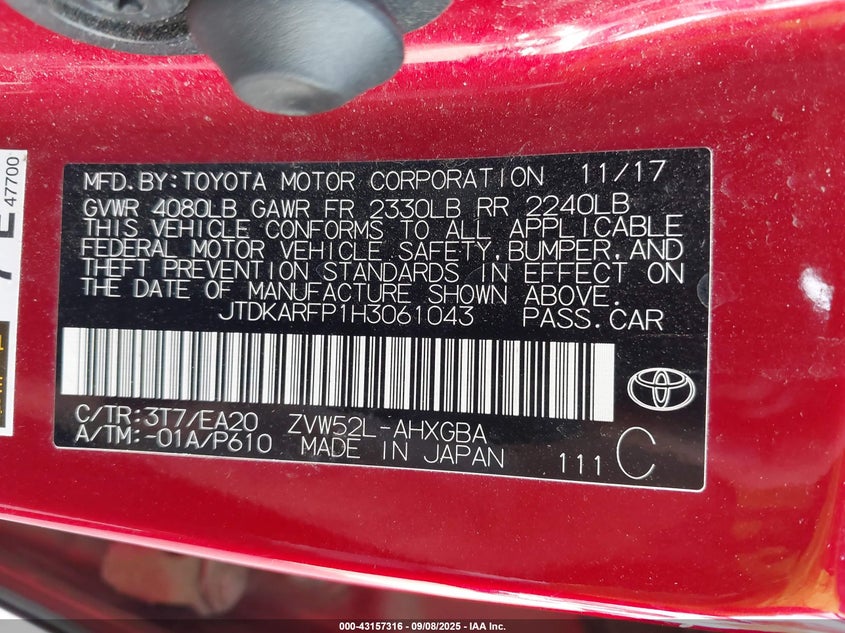 MFD.BY:TOYOTA MOTOR CORPORATION 11/17
GVWR 4080LB GAWR FR 2330LB RR 2240LB
THIS VEHICLE CONFORMS TO ALL APPLICABLE
FEDERAL MOTOR VEHICLE SAFETY,BUMPER,AND
THEFT PREVENTION STANDARDS IN EFFECT ON
THE DATE OF MANUFACTURE SHOWN ABOVE.
JTDKARFP1H3061043 PASS.CAR
C/TR:3T7/EA20 ZVW52L-AHXGBA
A/TM:-01A/P610 MADE IN JAPAN 111 C
47700
000-43157316 - 09/08/2025 - IAA Inc.